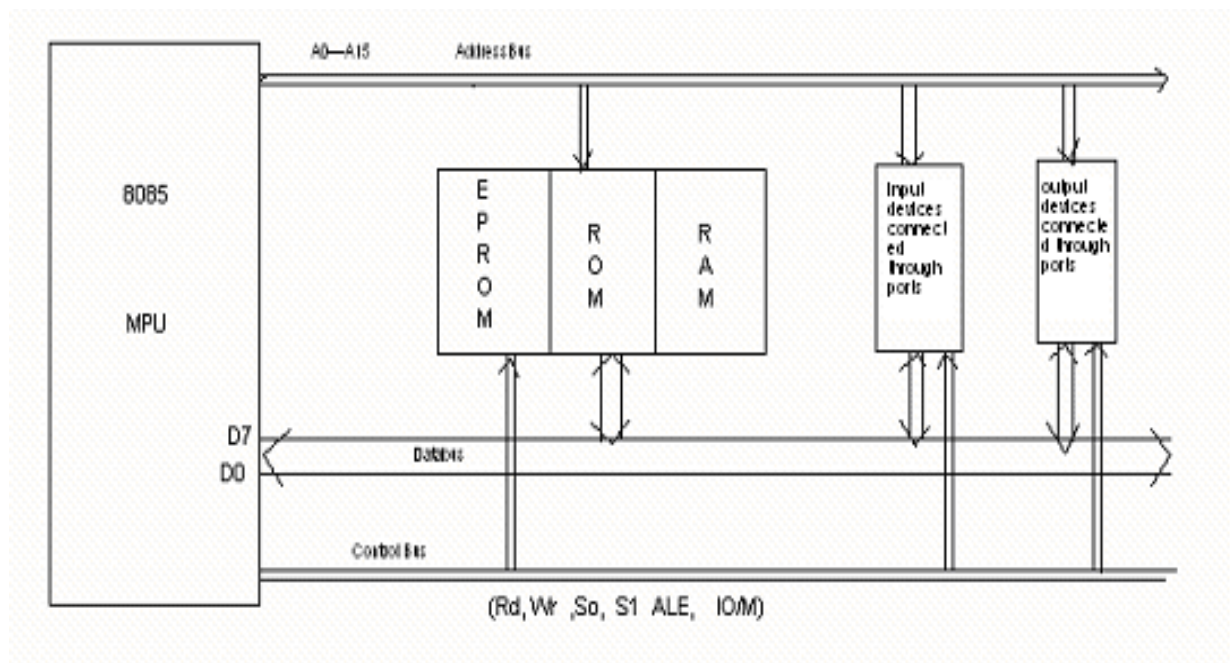 A0—A15 Address Bus
8085
MPU
E
P
R
O
M
R
O
M
R
A
M
Input
devices
connect
ed
through
ports
output
devices
connecte
d through
ports
D7
D0
Databus
Control Bus
(Rd, Wr ,So, S1 ALE, IO/M)